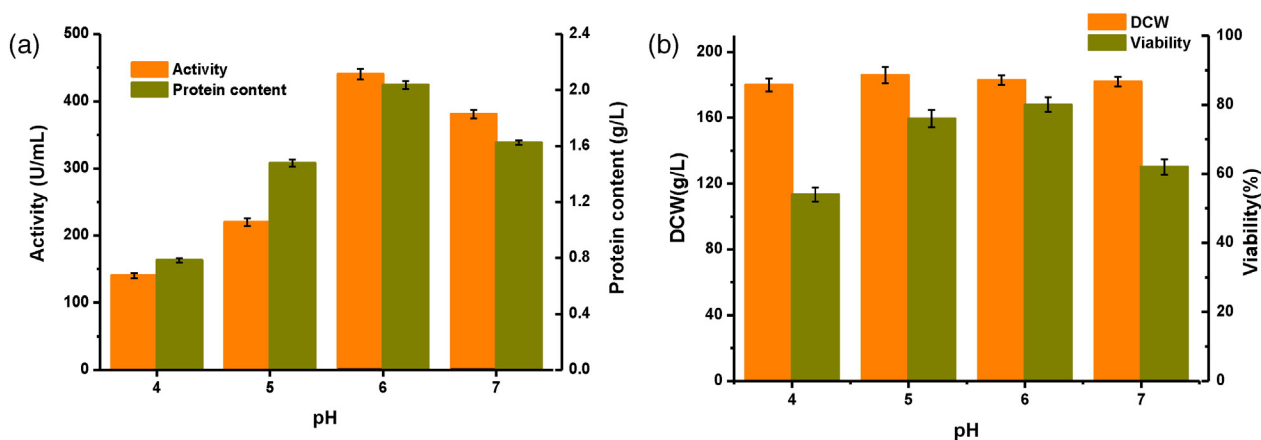 (a)
500
400
300
200
100
0
Activity (U/mL)
Activity
Protein content
2.4
2.0
1.6
1.2
0.8
0.4
0.0
Protein content (g/L)
4 5 6 7
pH
(b)
200
160
120
80
40
0
DCW(g/L)
DCW
Viability
100
80
60
40
20
0
Viability(%)
4 5 6 7
pH